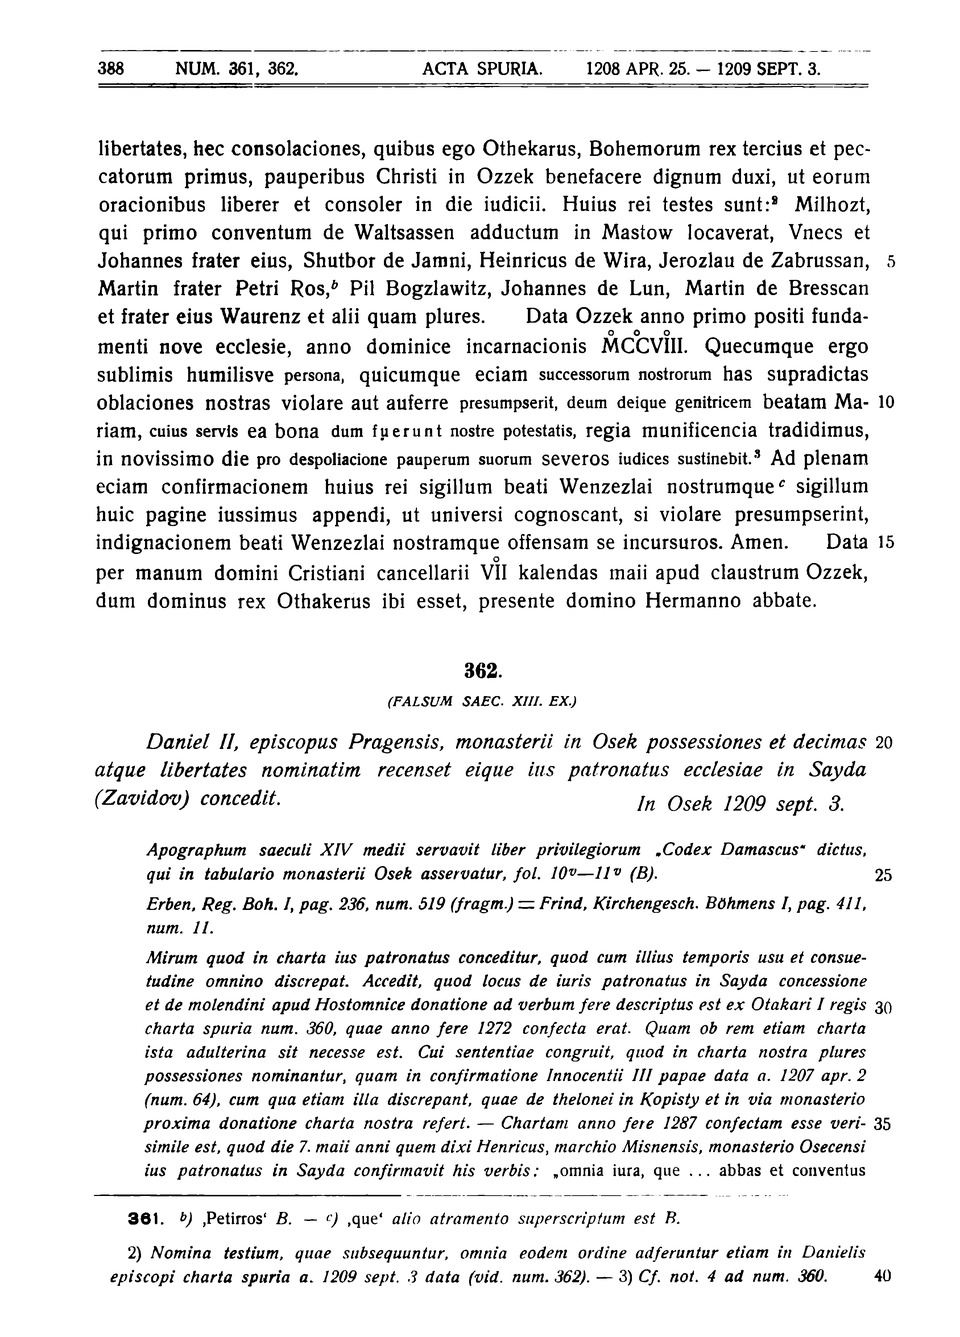 388 NUM. 361, 362. ACTA SPURIA. 1208 APR. 25. — 1209 SEPT. 3.
libertates, hec consolaciones, quibus ego Othekarus, Bohemorum rex tercius et pec-
catorum primus, pauperibus Christi in Ozzek benefacere dignum duxi, ut eorum
oracionibus liberer et consoler in die iudicii. Huius rei testes sunt:² Milhozt,
qui primo conventum de Waltsassen adductum in Mastow locaverat, Vnecs et
Johannes frater eius, Shutbor de Jamni, Heinricus de Wira, Jerozlau de Zabrussan, 5
Martin frater Petri Ros,ᵇ Pil Bogzlawitz, Johannes de Lun, Martin de Bresscan
et frater eius Waurenz et alii quam plures. Data Ozzek anno primo positi funda-
menti nove ecclesie, anno dominice incarnacionis M̊CC̊VI̊II. Quecumque ergo
sublimis humilisve persona, quicumque eciam successorum nostrorum has supradictas
oblaciones nostras violare aut auferre presumpserit, deum deique genitricem beatam Ma- 10
riam, cuius servis ea bona dum fuerunt nostre potestatis, regia munificencia tradidimus,
in novissimo die pro despoliacione pauperum suorum severos iudices sustinebit.³ Ad plenam
eciam confirmacionem huius rei sigillum beati Wenzezlai nostrumque ᶜ sigillum
huic pagine iussimus appendi, ut universi cognoscant, si violare presumpserint,
indignacionem beati Wenzezlai nostramque offensam se incursuros. Amen. Data 15
per manum domini Cristiani cancellarii VI̊I kalendas maii apud claustrum Ozzek,
dum dominus rex Othakerus ibi esset, presente domino Hermanno abbate.
362.
(FALSUM SAEC. XIII. EX.)
Daniel II, episcopus Pragensis, monasterii in Osek possessiones et decimas 20
atque libertates nominatim recenset eique ius patronatus ecclesiae in Sayda
(Zavidov) concedit. In Osek 1209 sept. 3.
Apographum saeculi XIV medii servavit liber privilegiorum „Codex Damascus“ dictus,
qui in tabulario monasterii Osek asservatur, fol. 10ᵛ—11ᵛ (B). 25
Erben, Reg. Boh. I, pag. 236, num. 519 (fragm.) = Frind, Kirchengesch. Böhmens I, pag. 411,
num. 11.
Mirum quod in charta ius patronatus conceditur, quod cum illius temporis usu et consue-
tudine omnino discrepat. Accedit, quod locus de iuris patronatus in Sayda concessione
et de molendini apud Hostomnice donatione ad verbum fere descriptus est ex Otakari I regis 30
charta spuria num. 360, quae anno fere 1272 confecta erat. Quam ob rem etiam charta
ista adulterina sit necesse est. Cui sententiae congruit, quod in charta nostra plures
possessiones nominantur, quam in confirmatione Innocentii III papae data a. 1207 apr. 2
(num. 64), cum qua etiam illa discrepant, quae de thelonei in Kopisty et in via monasterio
proxima donatione charta nostra refert. — Chartam anno fere 1287 confectam esse veri- 35
simile est, quod die 7. maii anni quem dixi Henricus, marchio Misnensis, monasterio Osecensi
ius patronatus in Sayda confirmavit his verbis: „omnia iura, que ... abbas et conventus
361. b) ‚Petirros‘ B. — c) ‚que‘ alio atramento superscriptum est B.
2) Nomina testium, quae subsequuntur, omnia eodem ordine adferuntur etiam in Danielis
episcopi charta spuria a. 1209 sept. 3 data (vid. num. 362). — 3) Cf. not. 4 ad num. 360. 40